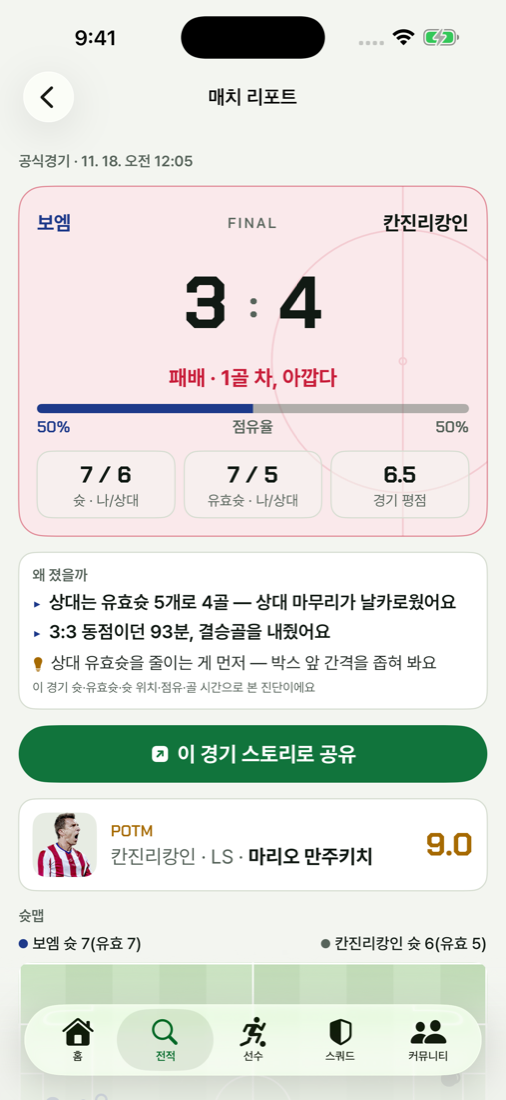 9:41
매치 리포트
공식경기 · 11. 18. 오전 12:05
보엠 FINAL 칸진리캉인
3 : 4
패배 · 1골 차, 아깝다
50% 점유율 50%
7 / 6 7 / 5 6.5
슛 · 나/상대 유효슛 · 나/상대 경기 평점
왜 졌을까
▸ 상대는 유효슛 5개로 4골 — 상대 마무리가 날카로웠어요
▸ 3:3 동점이던 93분, 결승골을 내줬어요
상대 유효슛을 줄이는 게 먼저 — 박스 앞 간격을 좁혀 봐요
이 경기 슛·유효슛·슛 위치·점유·골 시간으로 본 진단이에요
이 경기 스토리로 공유
POTM
칸진리캉인 · LS · 마리오 만주키치
9.0
슛맵
보엠 슛 7(유효 7) 칸진리캉인 슛 6(유효 5)
홈 전적 선수 스쿼드 커뮤니티